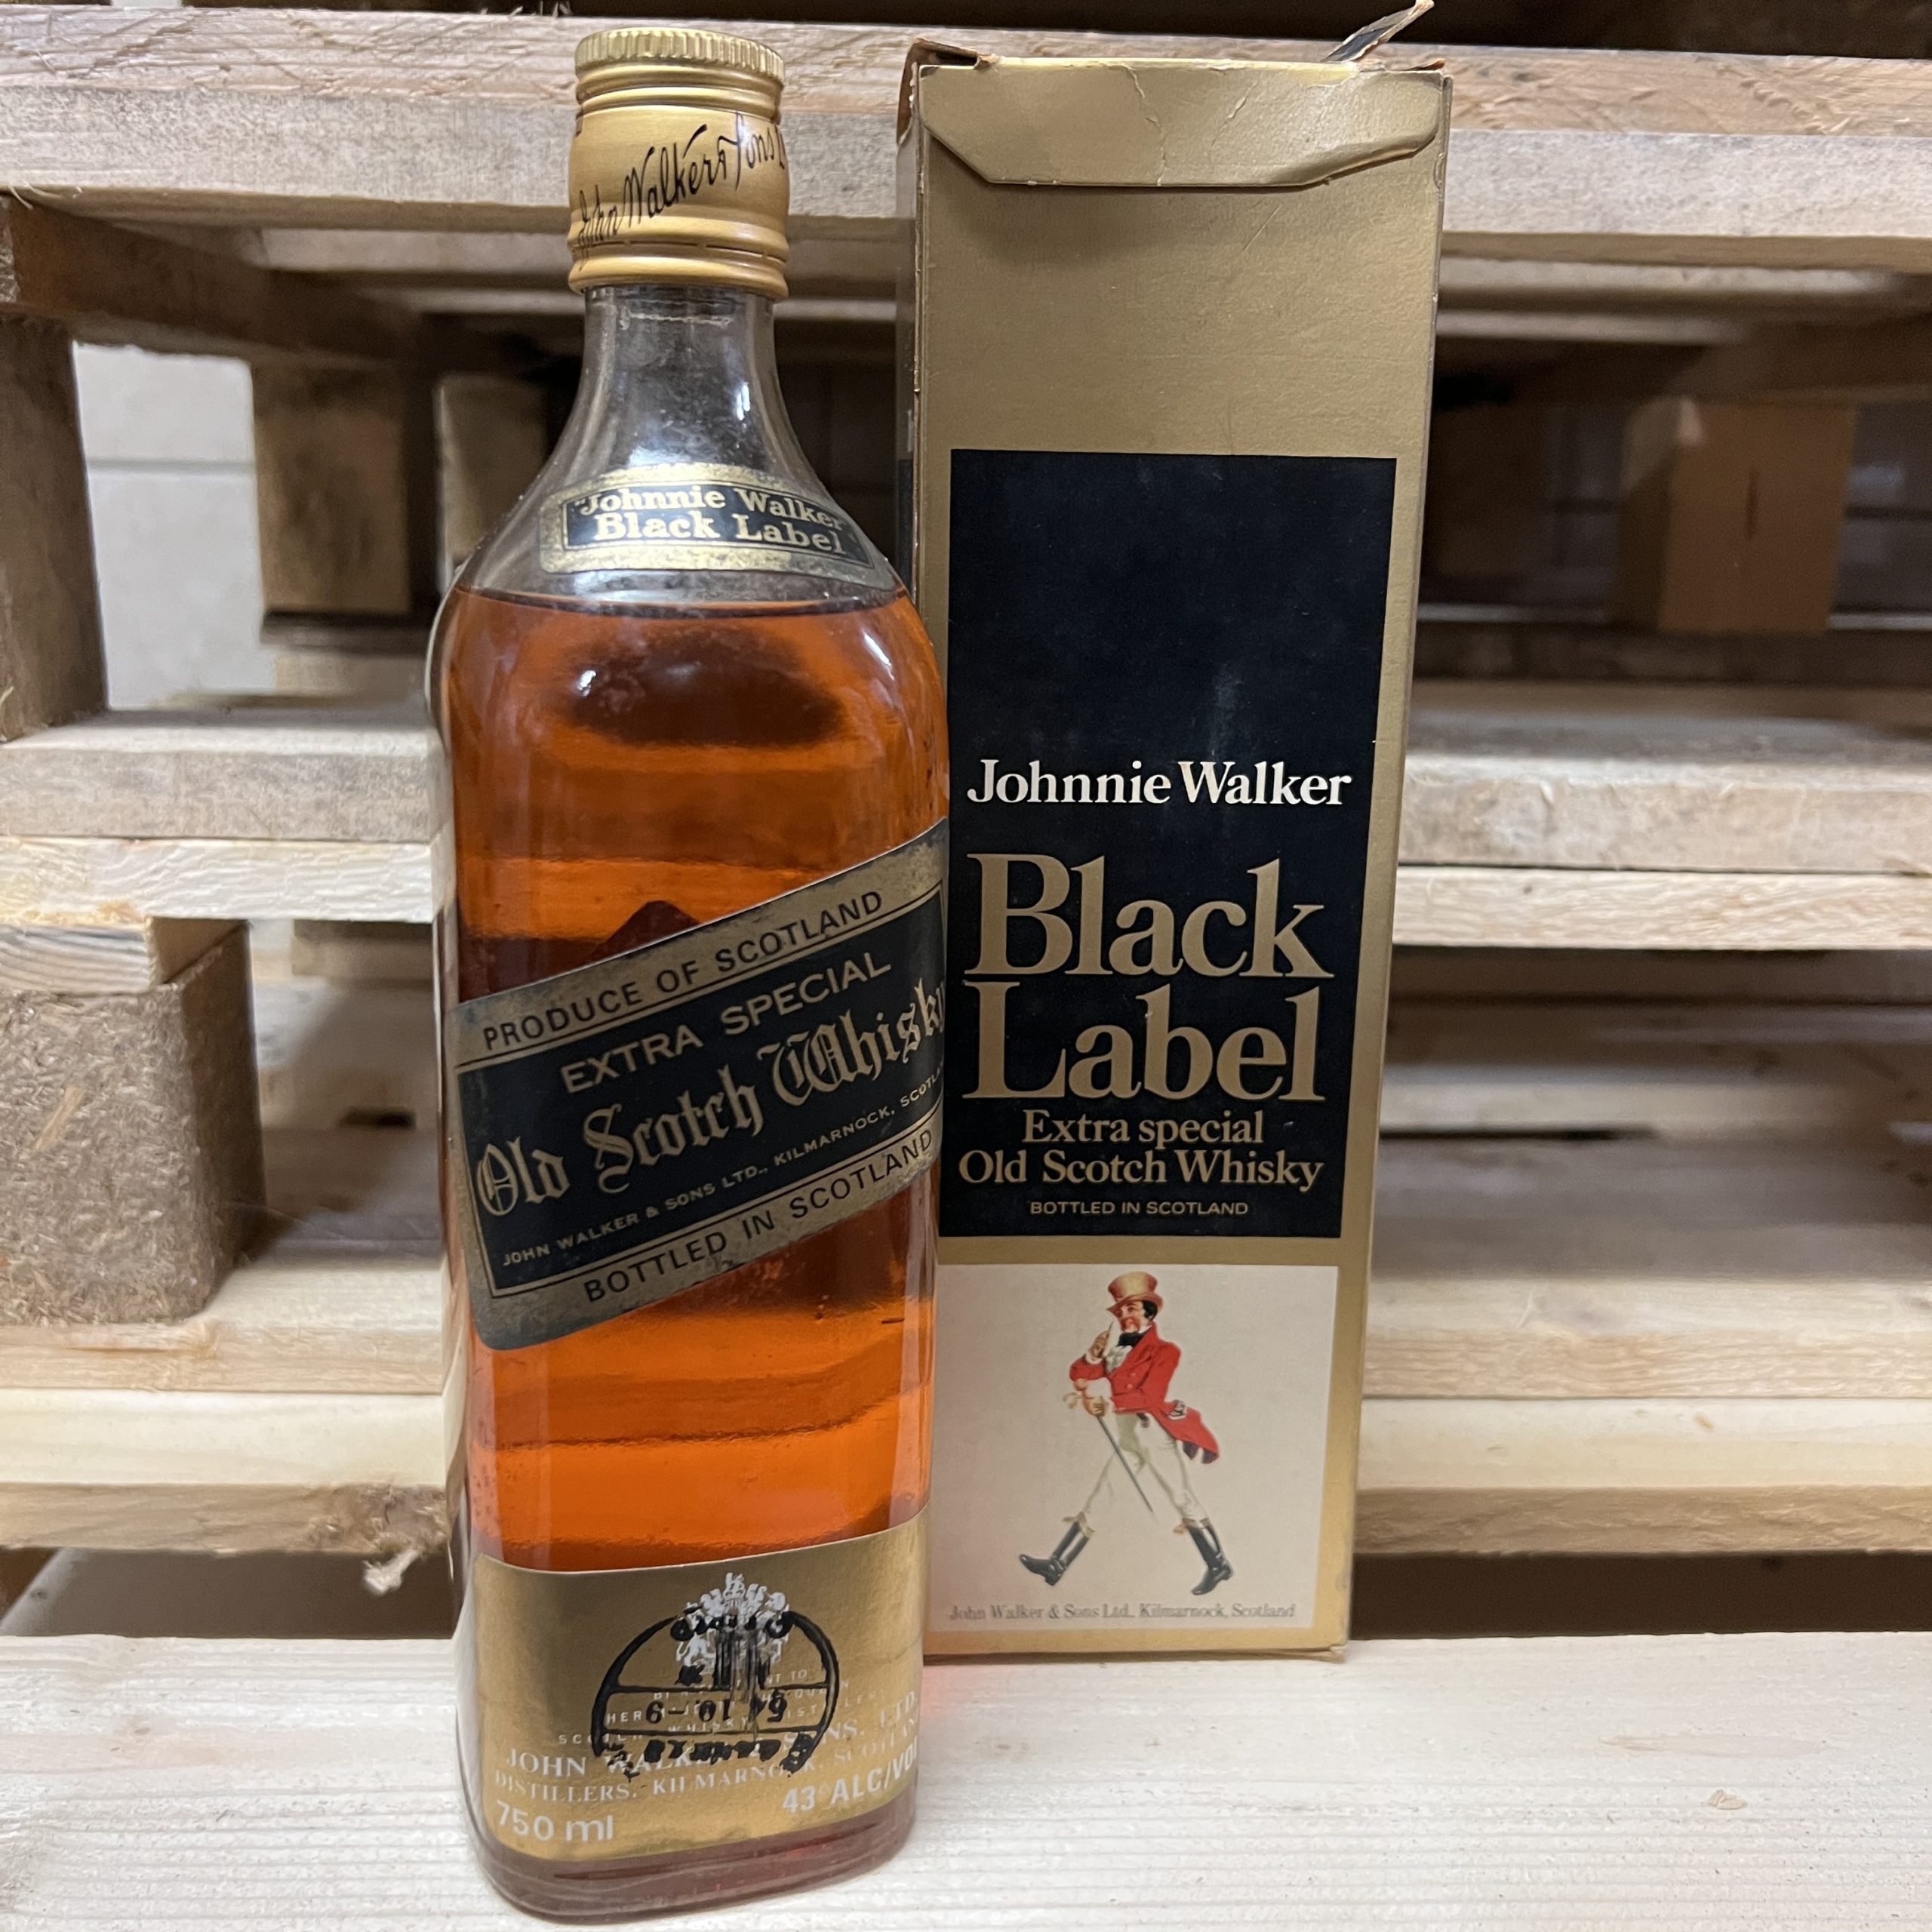 John Walker & Sons L
"Johnnie Walker
Black Label
PRODUCE OF SCOTLAND
EXTRA SPECIAL
Old Scotch Whisky
JOHN WALKER & SONS LTD., KILMARNOCK, SCOTLA
BOTTLED IN SCOTLAND
JOHN
DISTILLERS, KILMARNOCK, SCOTLAN
43° ALC/VOL
750 ml
Johnnie Walker
Black
Label
Extra special
Old Scotch Whisky
BOTTLED IN SCOTLAND
John Walker & Sons Ltd., Kilmarnock, Scotland